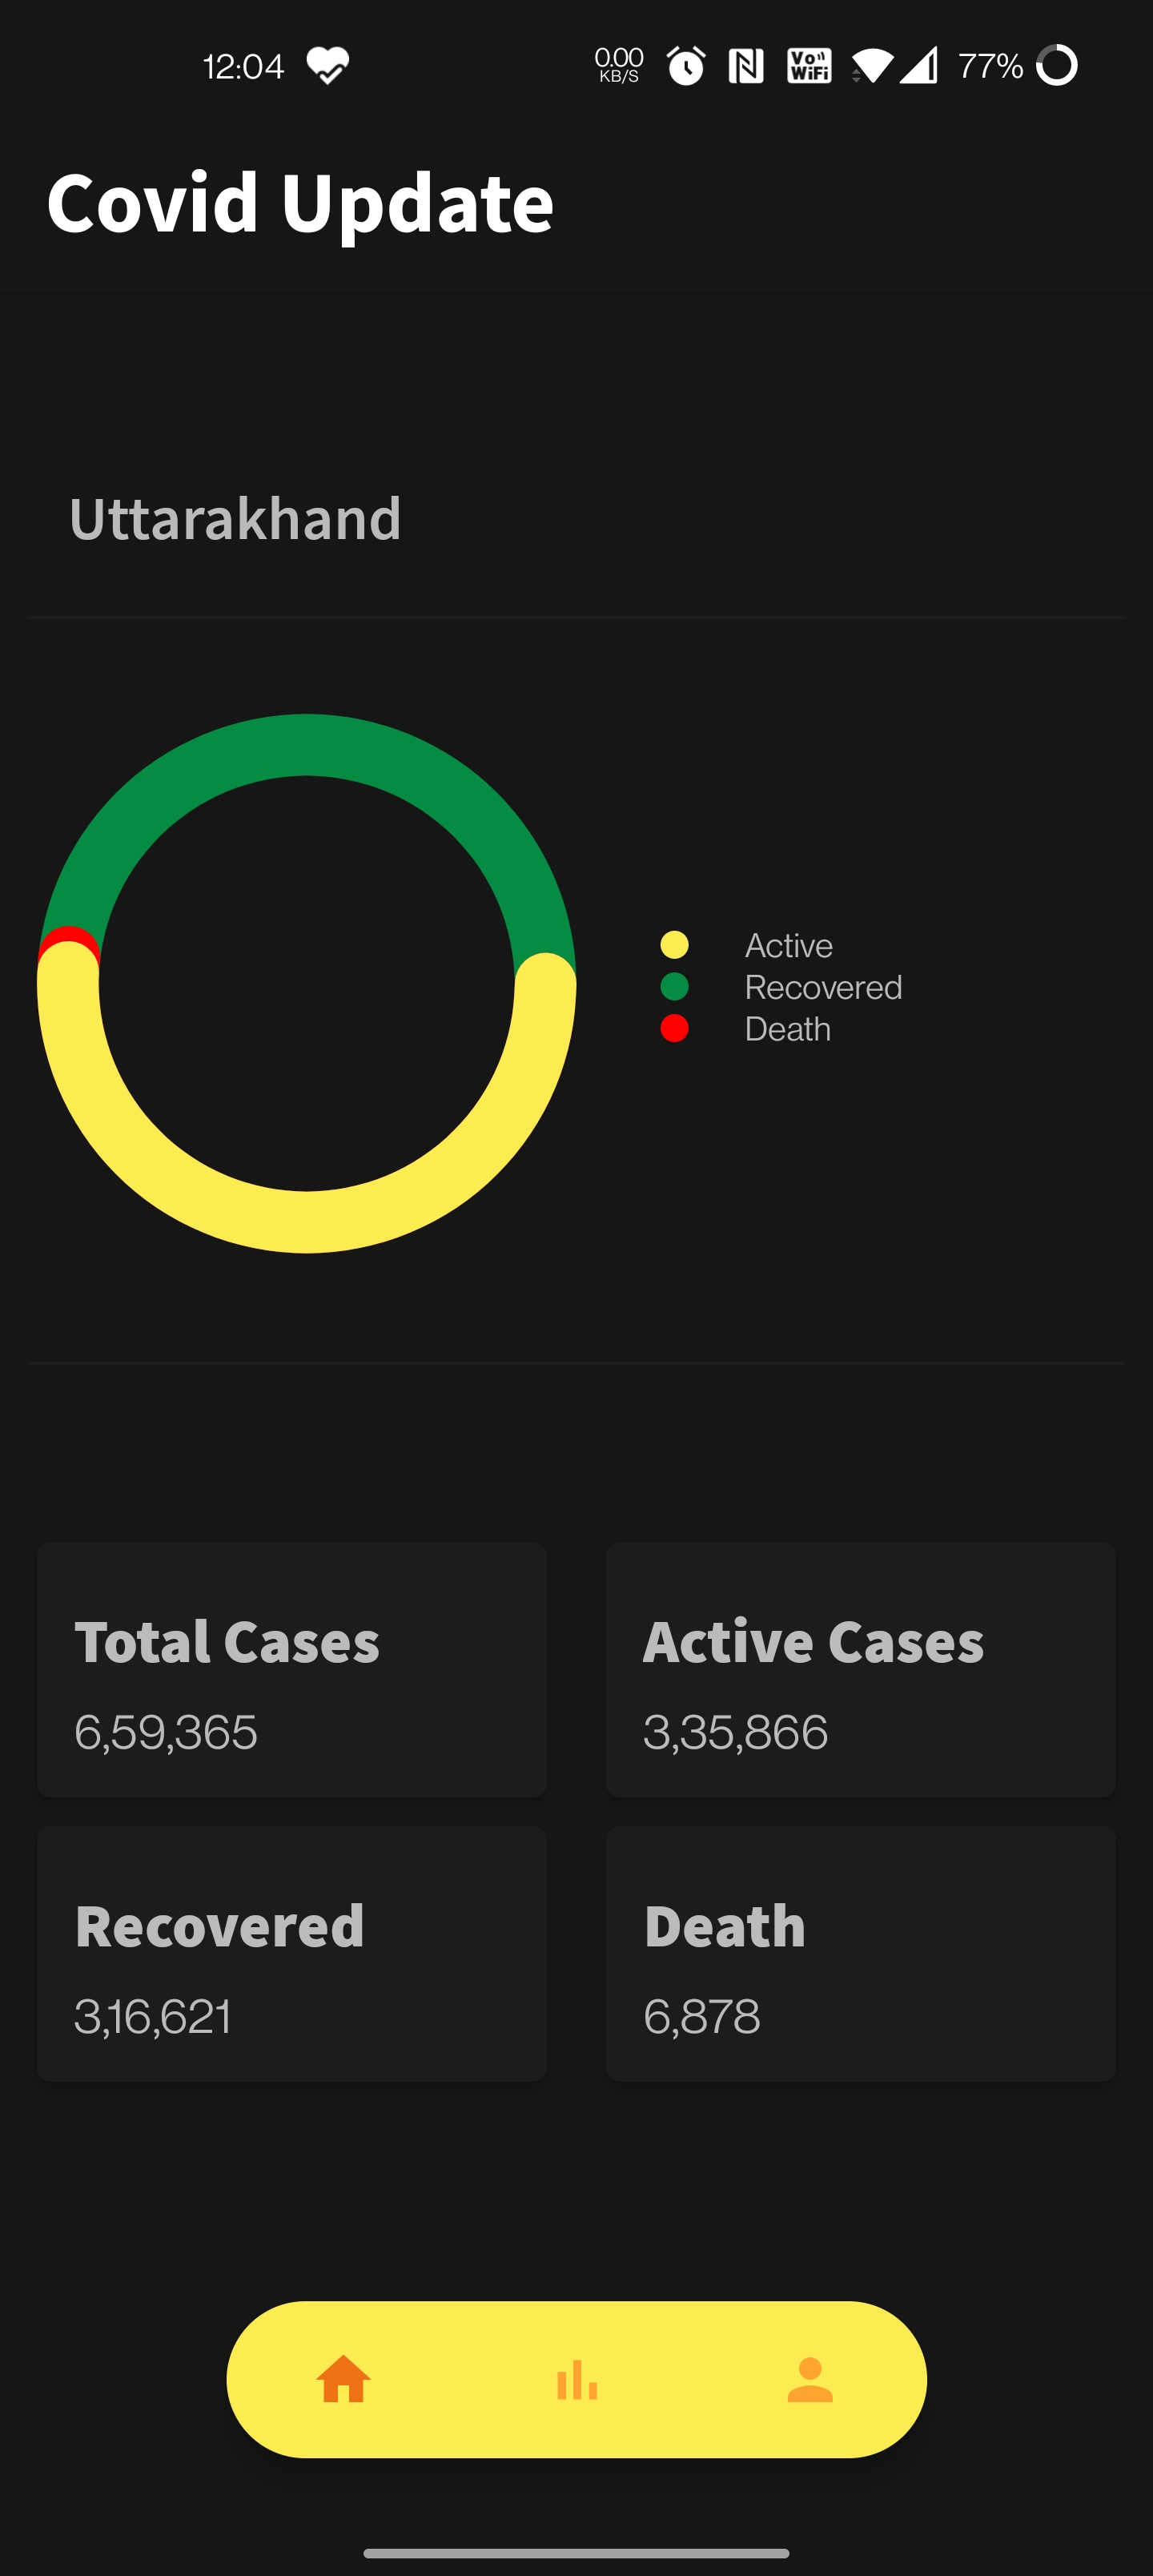 12:04
0.00
KB/S
Vo
WiFi
77%
Covid Update
Uttarakhand
Active
Recovered
Death
Total Cases
6,59,365
Active Cases
3,35,866
Recovered
3,16,621
Death
6,878